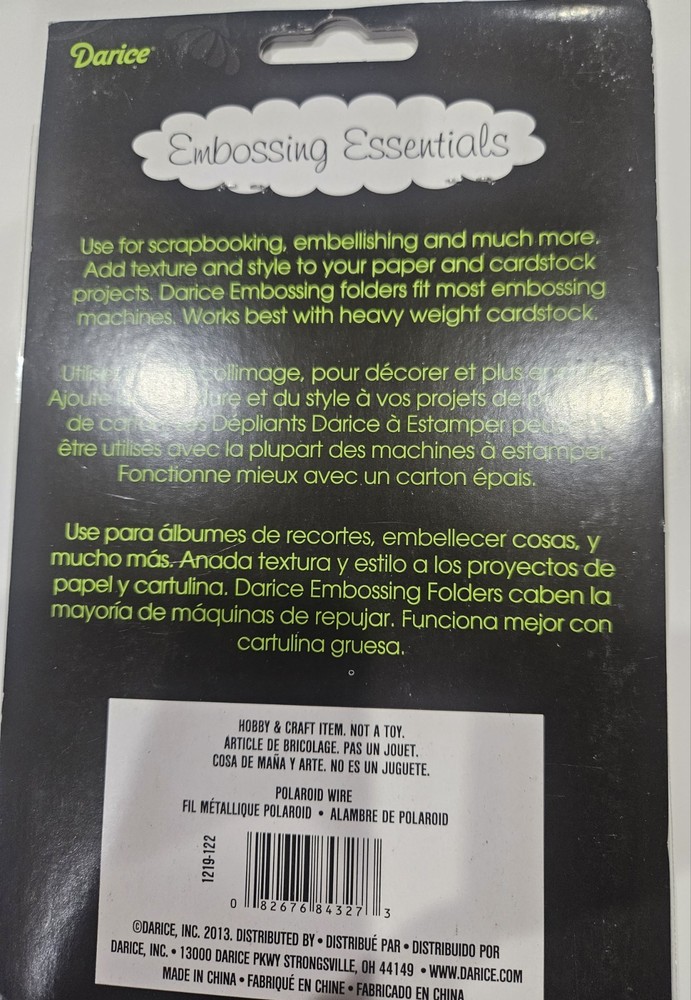 Darice
Embossing Essentials
Use for scrapbooking, embellishing and much more.
Add texture and style to your paper and cardstock
projects. Darice Embossing folders fit most embossing
machines. Works best with heavy weight cardstock.
collimage, pour décorer et plus
Ajoute et du style à vos projets de
de Dépliants Darice à Estamper
être utilisés avec la plupart des machines à estamper.
Fonctionne mieux avec un carton épais.
Use para álbumes de recortes, embellecer cosas, y
mucho más. Anada textura y estilo a los proyectos de
papel y cartulina. Darice Embossing Folders caben la
mayoría de máquinas de repujar. Funciona mejor con
cartulina gruesa.
HOBBY & CRAFT ITEM. NOT A TOY.
ARTICLE DE BRICOLAGE. PAS UN JOUET.
COSA DE MAÑA Y ARTE. NO ES UN JUGUETE.
POLAROID WIRE
FIL MÉTALLIQUE POLAROID • ALAMBRE DE POLAROID
1219-122
0 82676 84327 3
©DARICE, INC. 2013. DISTRIBUTED BY • DISTRIBUÉ PAR • DISTRIBUIDO POR
DARICE, INC. • 13000 DARICE PKWY STRONGSVILLE, OH 44149 • WWW.DARICE.COM
MADE IN CHINA • FABRIQUÉ EN CHINE • FABRICADO EN CHINA